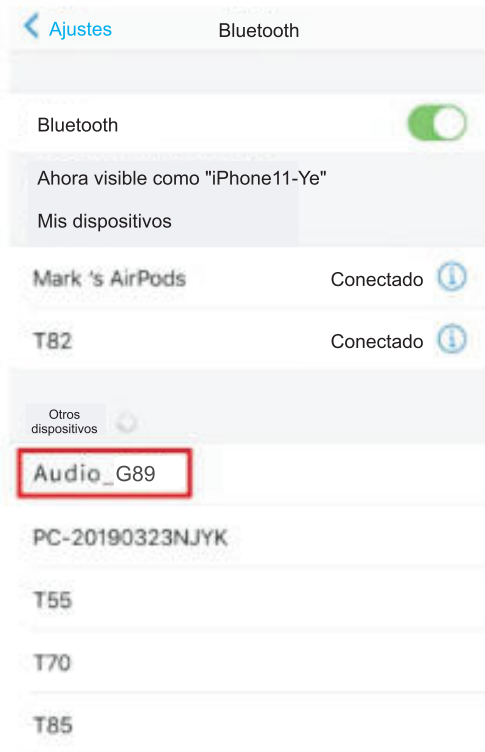 Ajustes Bluetooth
Bluetooth
Ahora visible como "iPhone11-Ye"
Mis dispositivos
Mark 's AirPods Conectado
T82 Conectado
Otros
dispositivos
Audio_G89
PC-20190323NJYK
T55
T70
T85